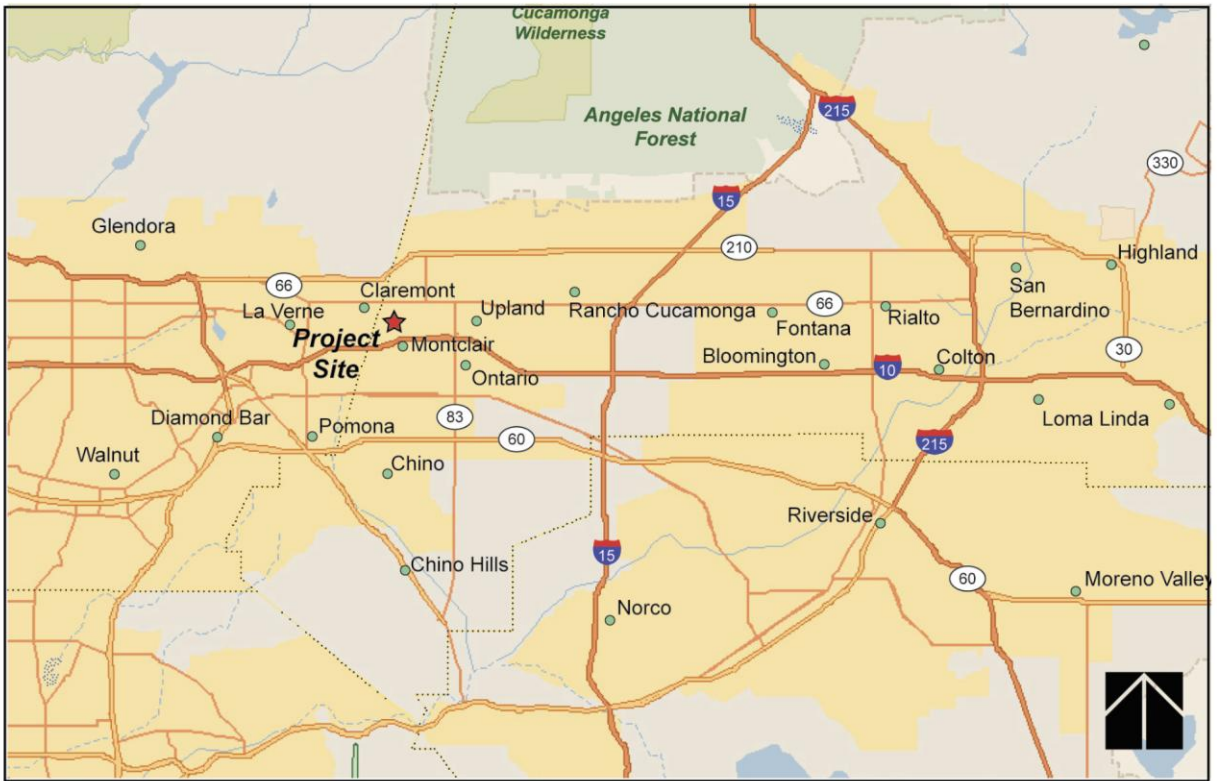 Cucamonga
Wilderness
Angeles National
Forest
215
330
15
Glendora
210
Highland
66
Claremont
San
Bernardino
La Verne
Upland
Rancho Cucamonga
66
Fontana
Rialto
Project
Site
Montclair
Bloomington
10
Colton
30
Ontario
Diamond Bar
Pomona
83
60
215
Loma Linda
Walnut
Chino
Riverside
15
Chino Hills
60
Moreno Valley
Norco